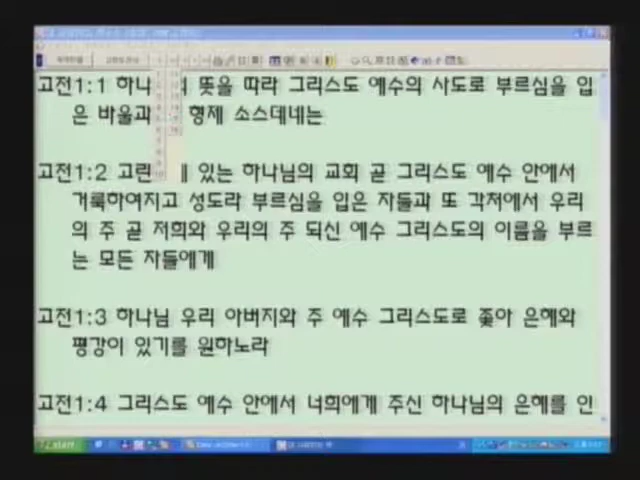 고전1:1 하나 의 뜻을 따라 그리스도 예수의 사도로 부르심을 입
은 바울과 형제 소스데네는
고전1:2 고린 있는 하나님의 교회 곧 그리스도 예수 안에서
거룩하여지고 성도라 부르심을 입은 자들과 또 각처에서 우리
의 주 곧 저희와 우리의 주 되신 예수 그리스도의 이름을 부르
는 모든 자들에게
고전1:3 하나님 우리 아버지와 주 예수 그리스도로 좇아 은혜와
평강이 있기를 원하노라
고전1:4 그리스도 예수 안에서 너희에게 주신 하나님의 은혜를 인
start